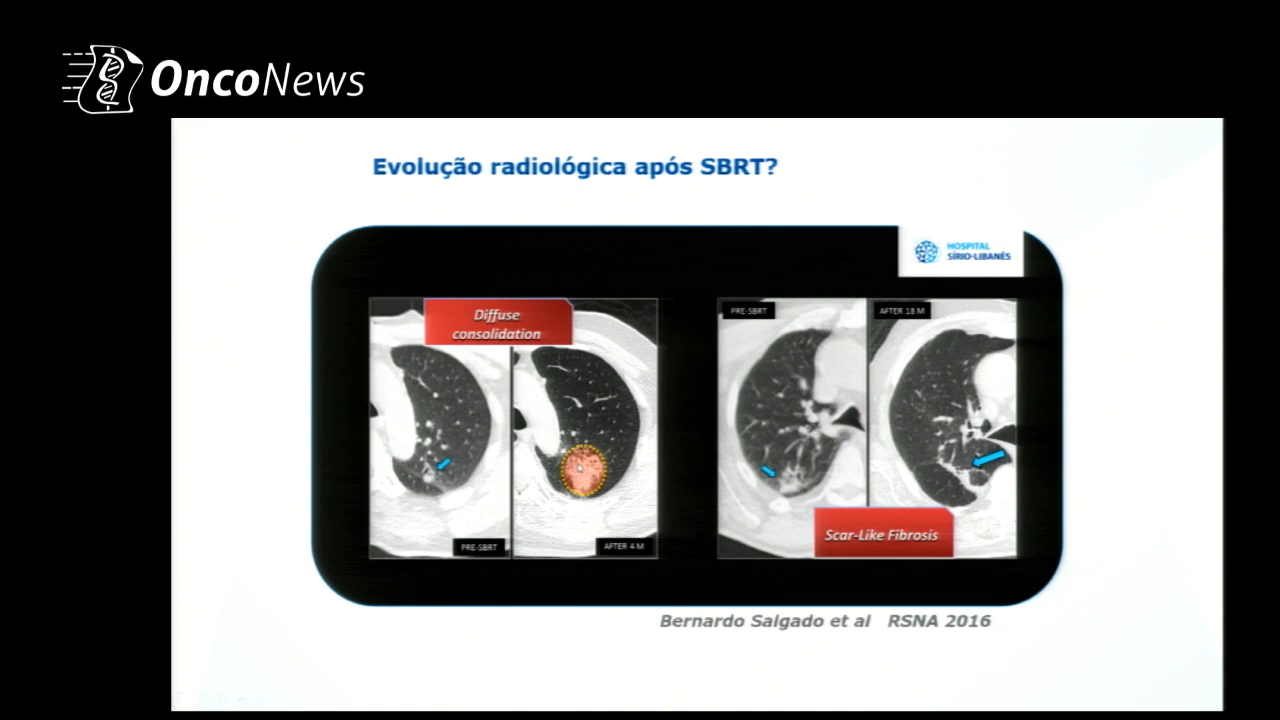 OncoNews
Evolução radiológica após SBRT?
HOSPITAL
SÍRIO-LIBANÊS
Diffuse
consolidation
PRE-SBRT
AFTER 4 M
PRE-SBRT
AFTER 18 M
Scar-Like Fibrosis
Bernardo Salgado et al RSNA 2016